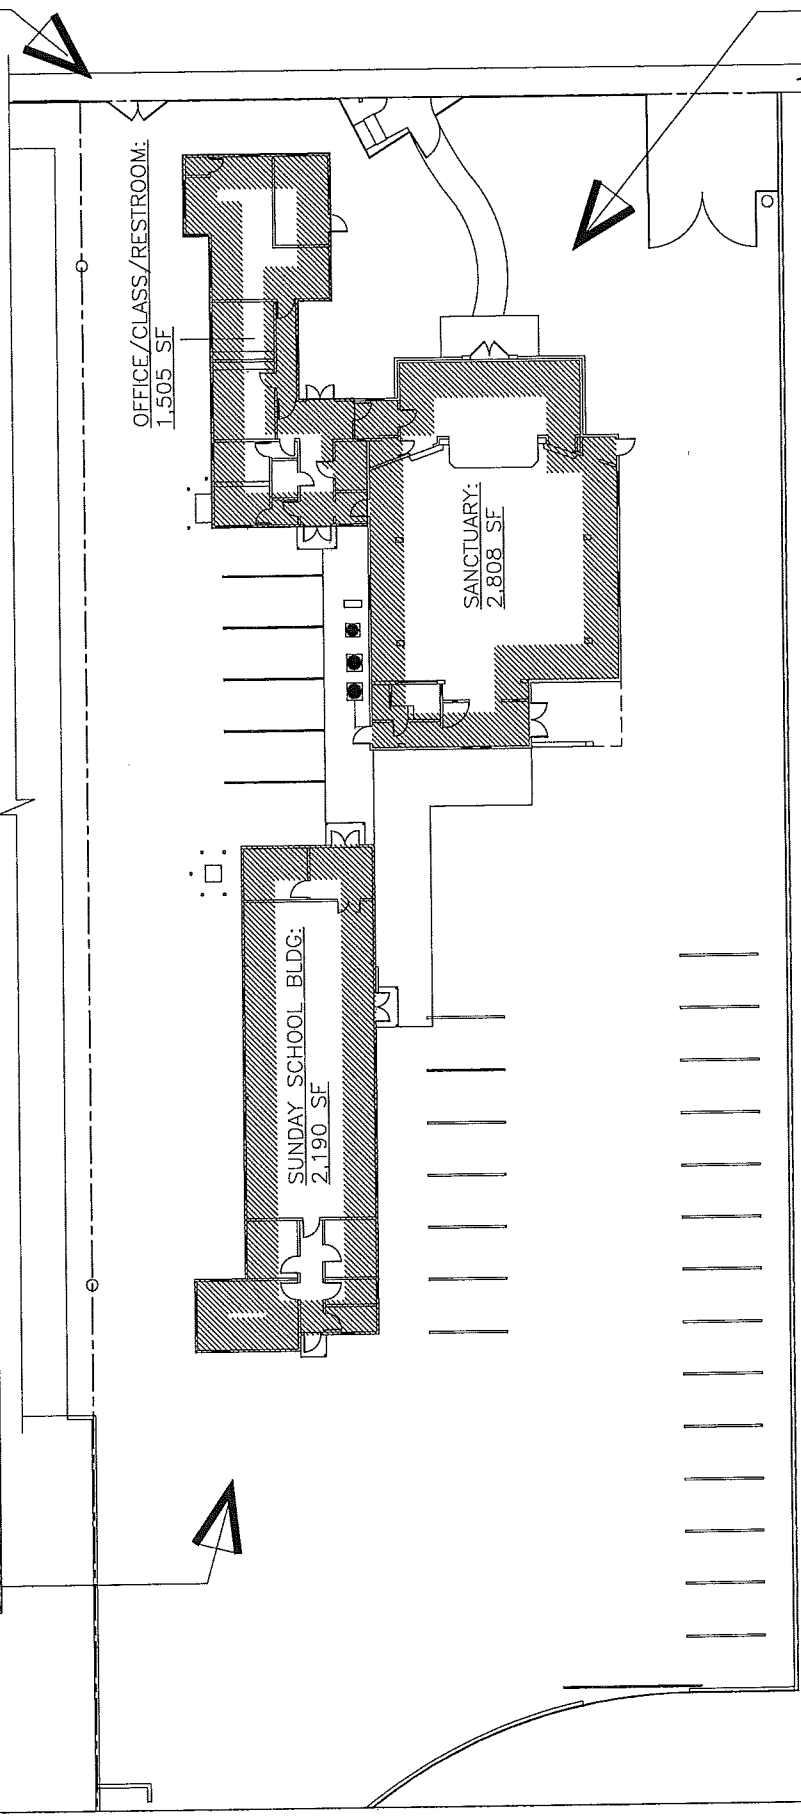 OFFICE/CLASS/RESTROOM:
1,505 SF
SANCTUARY:
2,808 SF
SUNDAY SCHOOL BLDG:
2,190 SF